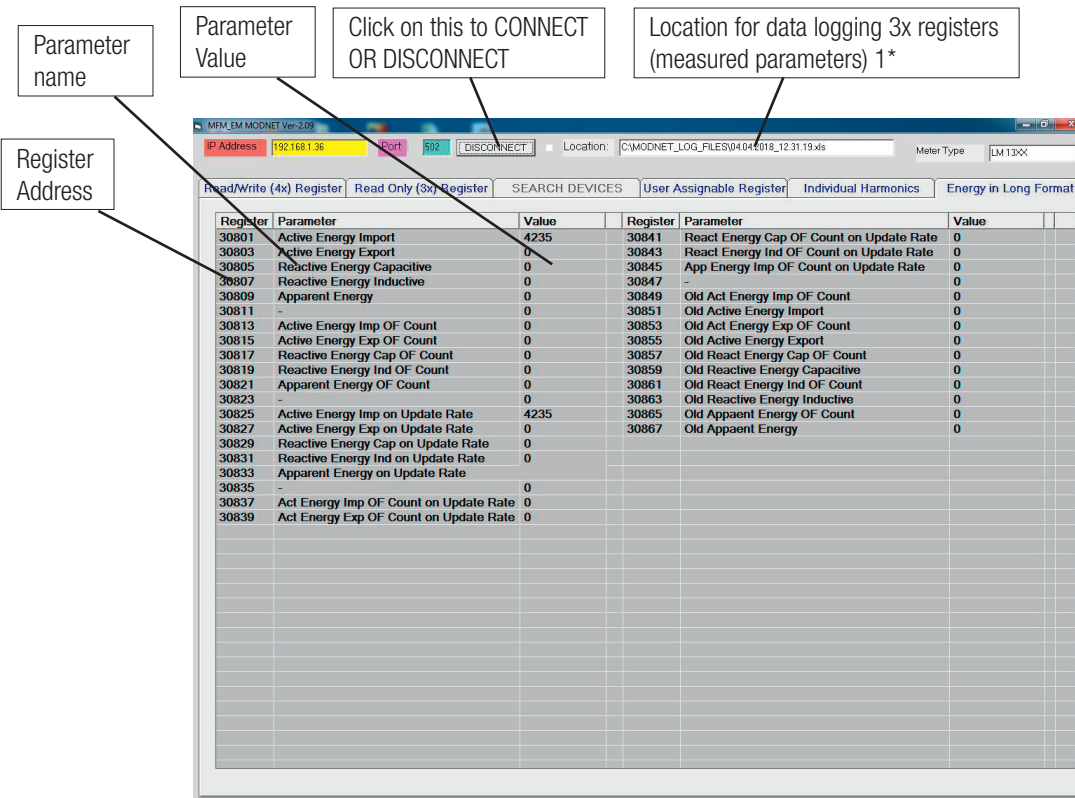 Parameter
name
Parameter
Value
Click on this to CONNECT
OR DISCONNECT
Location for data logging 3x registers
(measured parameters) 1*
Register
Address
MFM_EM MODNET Ver-2.09
IP Address 192.168.1.36 Port 502 DISCONNECT Location: C:\MODNET_LOG_FILES\04.04.2018_12.31.19.xls Meter Type LM 13XX
Read/Write (4x) Register Read Only (3x) Register SEARCH DEVICES User Assignable Register Individual Harmonics Energy in Long Format
Register Parameter Value Register Parameter Value
30801 Active Energy Import 4235 30841 React Energy Cap OF Count on Update Rate 0
30803 Active Energy Export 0 30843 React Energy Ind OF Count on Update Rate 0
30805 Reactive Energy Capacitive 0 30845 App Energy Imp OF Count on Update Rate 0
30807 Reactive Energy Inductive 0 30847 - 0
30809 Apparent Energy 0 30849 Old Act Energy Imp OF Count 0
30811 - 0 30851 Old Active Energy Import 0
30813 Active Energy Imp OF Count 0 30853 Old Act Energy Exp OF Count 0
30815 Active Energy Exp OF Count 0 30855 Old Active Energy Export 0
30817 Reactive Energy Cap OF Count 0 30857 Old React Energy Cap OF Count 0
30819 Reactive Energy Ind OF Count 0 30859 Old Reactive Energy Capacitive 0
30821 Apparent Energy OF Count 0 30861 Old React Energy Ind OF Count 0
30823 - 0 30863 Old Reactive Energy Inductive 0
30825 Active Energy Imp on Update Rate 4235 30865 Old Appaent Energy OF Count 0
30827 Active Energy Exp on Update Rate 0 30867 Old Appaent Energy 0
30829 Reactive Energy Cap on Update Rate 0
30831 Reactive Energy Ind on Update Rate 0
30833 Apparent Energy on Update Rate
30835 - 0
30837 Act Energy Imp OF Count on Update Rate 0
30839 Act Energy Exp OF Count on Update Rate 0